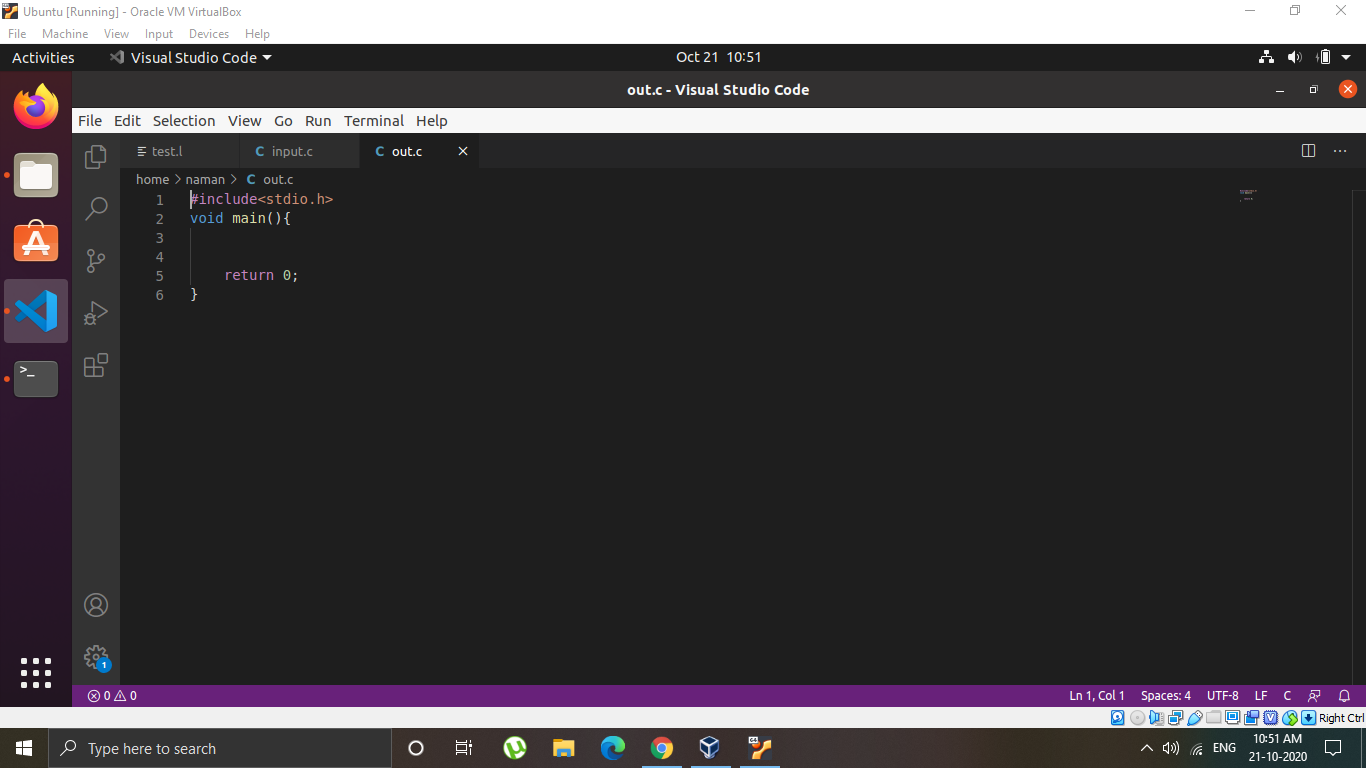 Ubuntu [Running] - Oracle VM VirtualBox
File Machine View Input Devices Help
Activities Visual Studio Code Oct 21 10:51
out.c - Visual Studio Code
File Edit Selection View Go Run Terminal Help
test.l input.c out.c
home > naman > C out.c
1 #include<stdio.h>
2 void main(){
3
4
5 return 0;
6 }
1
0 0 Ln 1, Col 1 Spaces: 4 UTF-8 LF C
Right Ctrl
Type here to search ENG 10:51 AM
21-10-2020